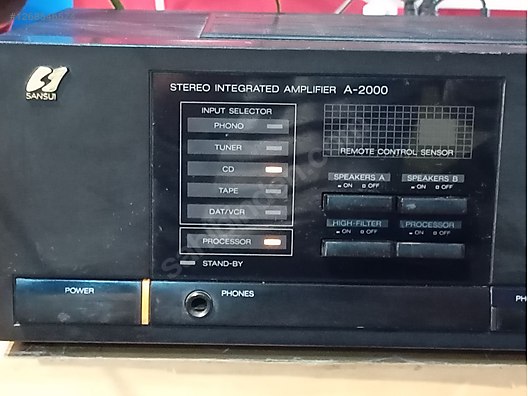 SANSUI
STEREO INTEGRATED AMPLIFIER A-2000
INPUT SELECTOR
PHONO
TUNER
CD
TAPE
DAT/VCR
PROCESSOR
STAND-BY
REMOTE CONTROL SENSOR
SPEAKERS A SPEAKERS B
ON OFF ON OFF
HIGH-FILTER PROCESSOR
ON OFF ON OFF
POWER
PHONES
PH